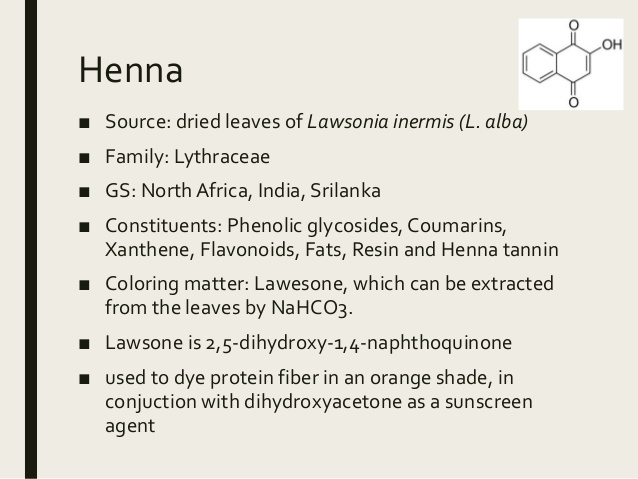 Henna
O
OH
O
■ Source: dried leaves of Lawsonia inermis (L. alba)
■ Family: Lythraceae
■ GS: North Africa, India, Srilanka
■ Constituents: Phenolic glycosides, Coumarins,
Xanthene, Flavonoids, Fats, Resin and Henna tannin
■ Coloring matter: Lawesone, which can be extracted
from the leaves by NaHCO3.
■ Lawsone is 2,5-dihydroxy-1,4-naphthoquinone
■ used to dye protein fiber in an orange shade, in
conjuction with dihydroxyacetone as a sunscreen
agent